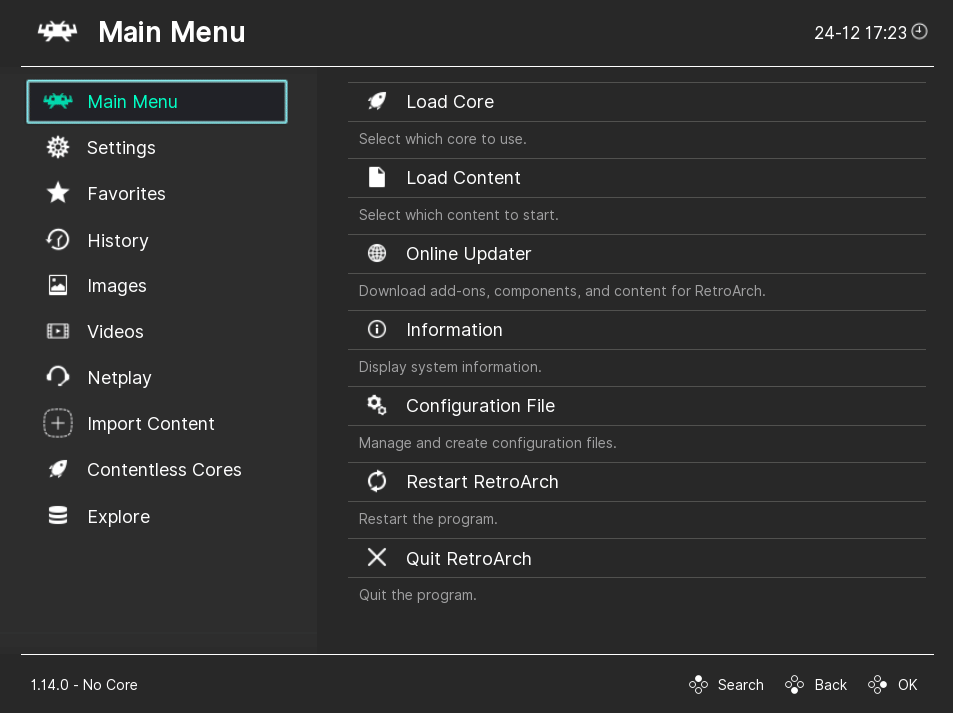 Main Menu
24-12 17:23
Main Menu
Settings
Favorites
History
Images
Videos
Netplay
Import Content
Contentless Cores
Explore
Load Core
Select which core to use.
Load Content
Select which content to start.
Online Updater
Download add-ons, components, and content for RetroArch.
Information
Display system information.
Configuration File
Manage and create configuration files.
Restart RetroArch
Restart the program.
Quit RetroArch
Quit the program.
1.14.0 - No Core
Search
Back
OK